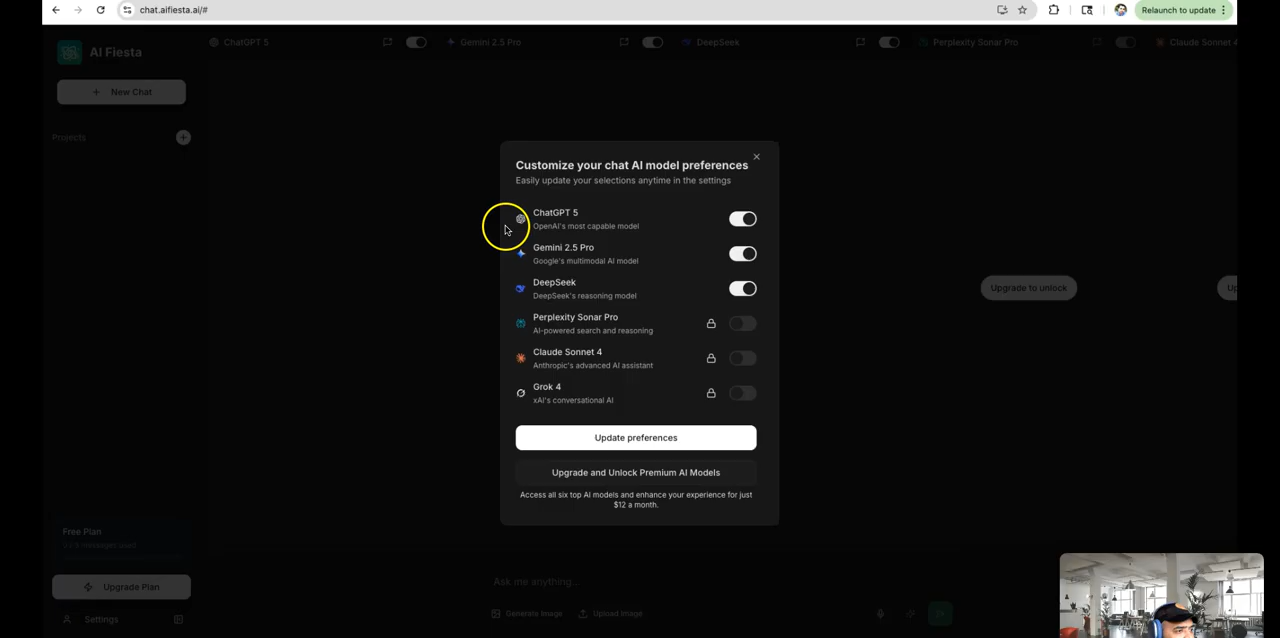 chat.aifiesta.ai/#
Relaunch to update
AI Fiesta
ChatGPT 5
Gemini 2.5 Pro
DeepSeek
Perplexity Sonar Pro
Claude Sonnet 4
New Chat
Projects
Customize your chat AI model preferences
Easily update your selections anytime in the settings
ChatGPT 5
OpenAI's most capable model
Gemini 2.5 Pro
Google's multimodal AI model
DeepSeek
DeepSeek's reasoning model
Perplexity Sonar Pro
AI-powered search and reasoning
Claude Sonnet 4
Anthropic's advanced AI assistant
Grok 4
xAI's conversational AI
Update preferences
Upgrade and Unlock Premium AI Models
Access all six top AI models and enhance your experience for just
$12 a month.
Upgrade to unlock
Free Plan
messages used
Upgrade Plan
Settings
Ask me anything...
Generate Image
Upload Image